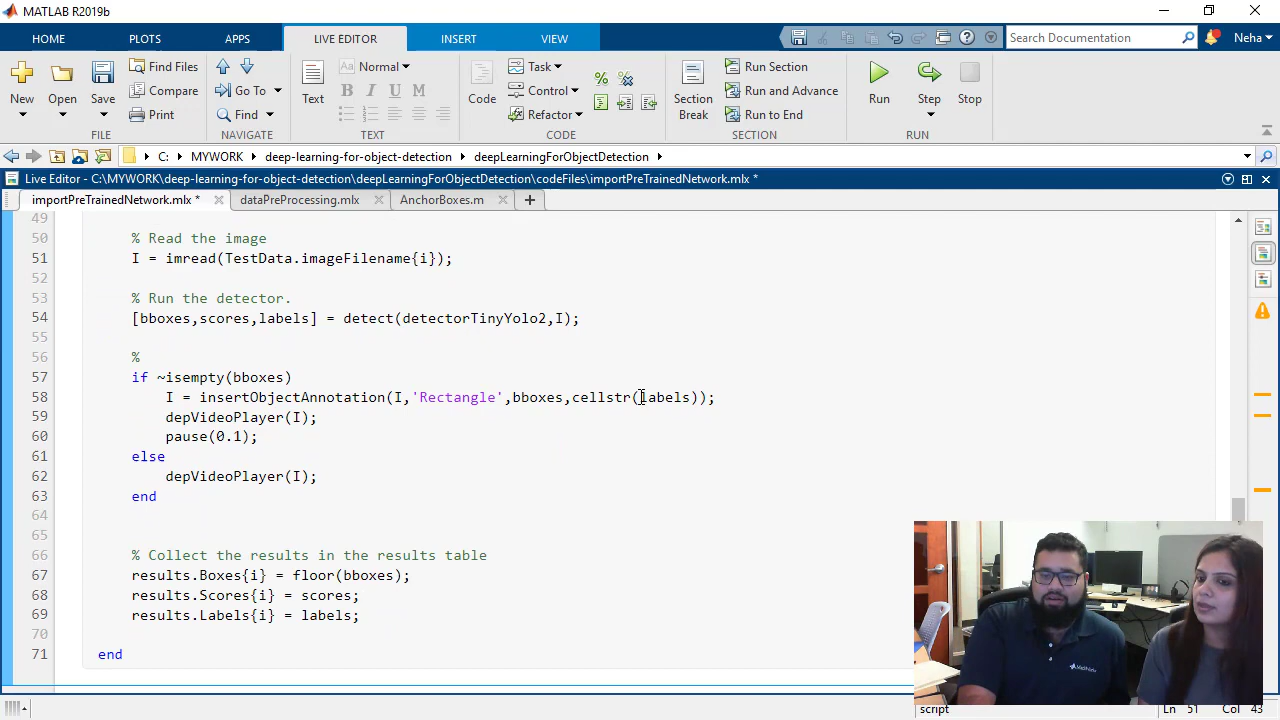 MATLAB R2019b
HOME PLOTS APPS LIVE EDITOR INSERT VIEW Search Documentation Neha
New Open Save Find Files Compare Print
Go To Find
Text Aa Normal B I U M
Code Task Control Refactor
Section Break Run Section Run and Advance Run to End
Run Step Stop
FILE NAVIGATE TEXT CODE SECTION RUN
C: MYWORK deep-learning-for-object-detection deepLearningForObjectDetection
Live Editor - C:\MYWORK\deep-learning-for-object-detection\deepLearningForObjectDetection\codeFiles\importPreTrainedNetwork.mlx *
importPreTrainedNetwork.mlx * dataPreProcessing.mlx AnchorBoxes.m
49
50 % Read the image
51 I = imread(TestData.imageFilename{i});
52
53 % Run the detector.
54 [bboxes,scores,labels] = detect(detectorTinyYolo2,I);
55
56 %
57 if ~isempty(bboxes)
58 I = insertObjectAnnotation(I,'Rectangle',bboxes,cellstr(labels));
59 depVideoPlayer(I);
60 pause(0.1);
61 else
62 depVideoPlayer(I);
63 end
64
65
66 % Collect the results in the results table
67 results.Boxes{i} = floor(bboxes);
68 results.Scores{i} = scores;
69 results.Labels{i} = labels;
70
71 end
script Ln 51 Col 43